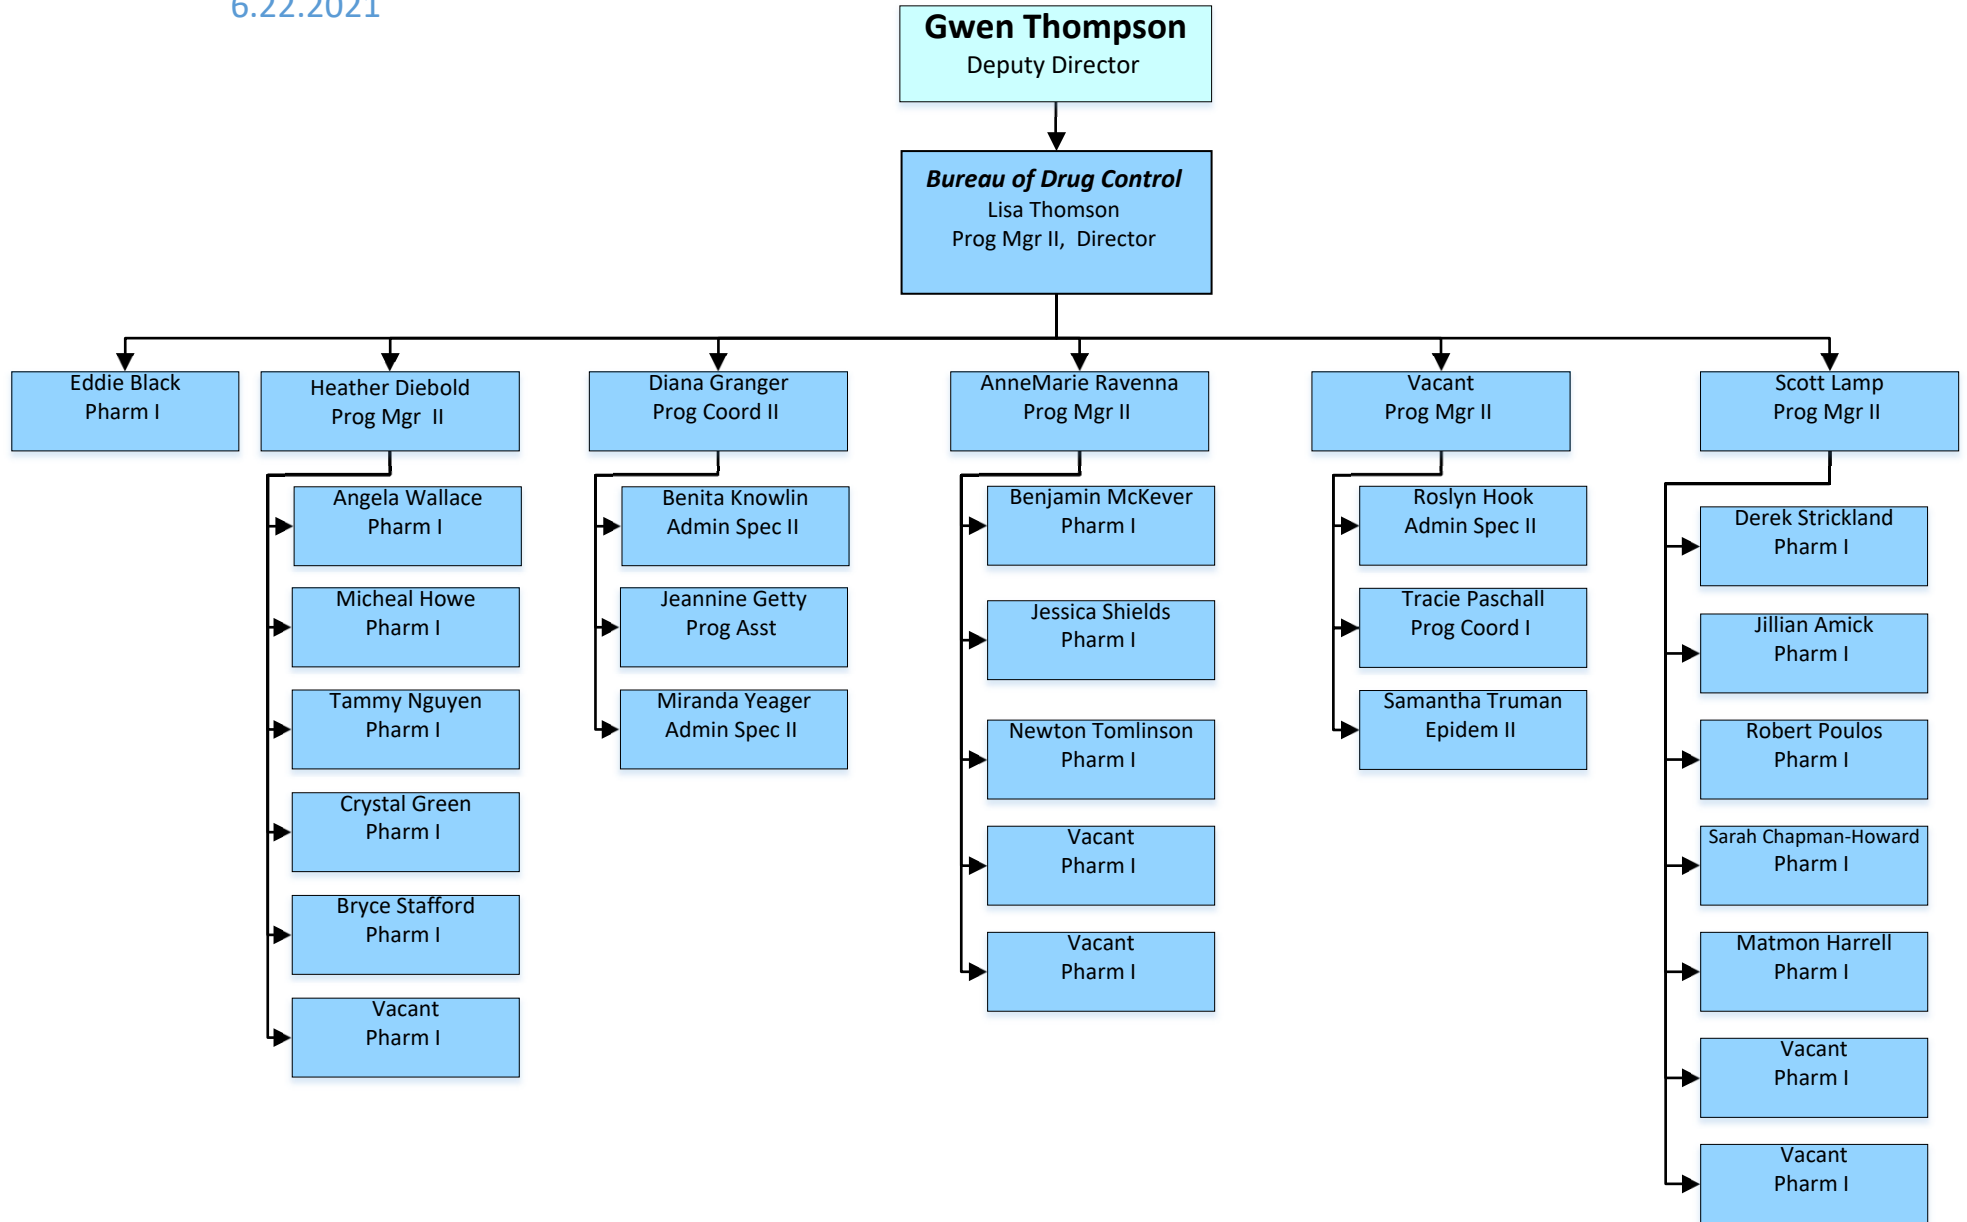 6.22.2021
Gwen Thompson
Deputy Director
Bureau of Drug Control
Lisa Thomson
Prog Mgr II, Director
Eddie Black
Pharm I
Heather Diebold
Prog Mgr II
Diana Granger
Prog Coord II
AnneMarie Ravenna
Prog Mgr II
Vacant
Prog Mgr II
Scott Lamp
Prog Mgr II
Angela Wallace
Pharm I
Micheal Howe
Pharm I
Tammy Nguyen
Pharm I
Crystal Green
Pharm I
Bryce Stafford
Pharm I
Vacant
Pharm I
Benita Knowlin
Admin Spec II
Jeannine Getty
Prog Asst
Miranda Yeager
Admin Spec II
Benjamin McKever
Pharm I
Jessica Shields
Pharm I
Newton Tomlinson
Pharm I
Vacant
Pharm I
Vacant
Pharm I
Roslyn Hook
Admin Spec II
Tracie Paschall
Prog Coord I
Samantha Truman
Epidem II
Derek Strickland
Pharm I
Jillian Amick
Pharm I
Robert Poulos
Pharm I
Sarah Chapman-Howard
Pharm I
Matmon Harrell
Pharm I
Vacant
Pharm I
Vacant
Pharm I